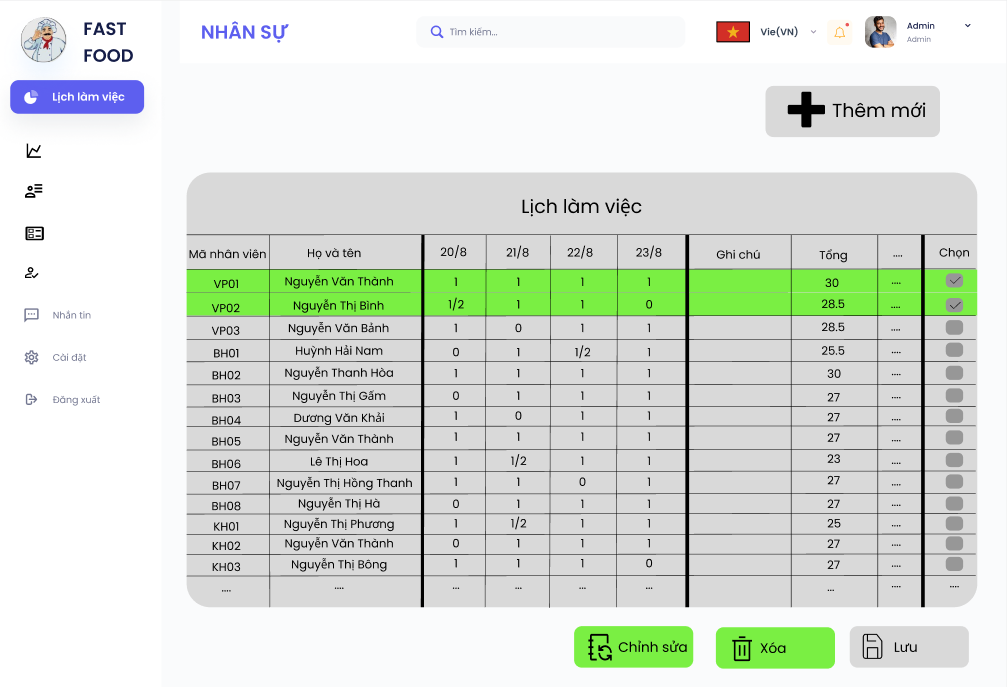 FAST
FOOD
NHÂN SỰ
Tìm kiếm...
Vie(VN)
Admin
Admin
Lịch làm việc
Nhắn tin
Cài đặt
Đăng xuất
Thêm mới
Lịch làm việc
Mã nhân viên Họ và tên 20/8 21/8 22/8 23/8 Ghi chú Tổng .... Chọn
VP01 Nguyễn Văn Thành 1 1 1 1 30 ....
VP02 Nguyễn Thị Bình 1/2 1 1 0 28.5 ....
VP03 Nguyễn Văn Bảnh 1 0 1 1 28.5 ....
BH01 Huỳnh Hải Nam 0 1 1/2 1 25.5 ....
BH02 Nguyễn Thanh Hòa 1 1 1 1 30 ....
BH03 Nguyễn Thị Gấm 0 1 1 1 27 ....
BH04 Dương Văn Khải 1 0 1 1 27 ....
BH05 Nguyễn Văn Thành 1 1 1 1 27 ....
BH06 Lê Thị Hoa 1 1/2 1 1 23 ....
BH07 Nguyễn Thị Hồng Thanh 1 1 0 1 27 ....
BH08 Nguyễn Thị Hà 0 1 1 1 27 ....
KH01 Nguyễn Thị Phương 1 1/2 1 1 25 ....
KH02 Nguyễn Văn Thành 0 1 1 1 27 ....
KH03 Nguyễn Thị Bông 1 1 1 0 27 ....
.... .... ... ... ... ... ... .... ....
Chỉnh sửa
Xóa
Lưu